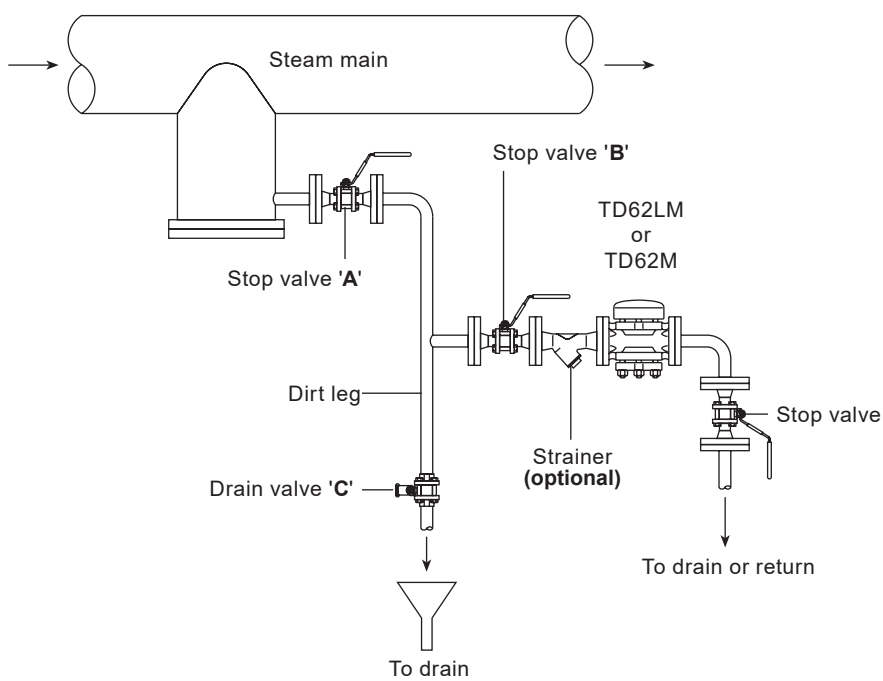 Steam main
Stop valve 'B'
TD62LM
or
TD62M
Stop valve 'A'
Dirt leg
Stop valve
Strainer
(optional)
Drain valve 'C'
To drain or return
To drain